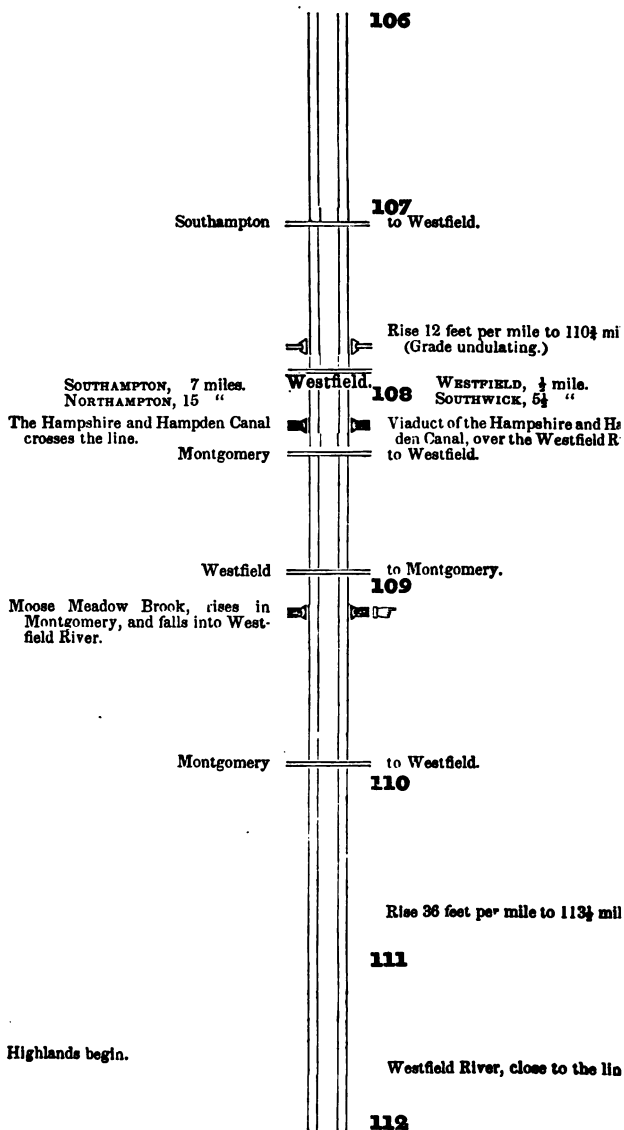 106
107
Southampton to Westfield.
Rise 12 feet per mile to 110¾
(Grade undulating.)
SOUTHAMPTON, 7 miles.
NORTHAMPTON, 15 "
Westfield.
108
WESTFIELD, ½ mile.
SOUTHWICK, 5½ "
The Hampshire and Hampden Canal
crosses the line.
Viaduct of the Hampshire and
den Canal, over the Westfield
Montgomery to Westfield.
Westfield to Montgomery.
109
Moose Meadow Brook, rises in
Montgomery, and falls into West-
field River.
Montgomery to Westfield.
110
Rise 36 feet per mile to 113½
111
Highlands begin.
Westfield River, close to the
112